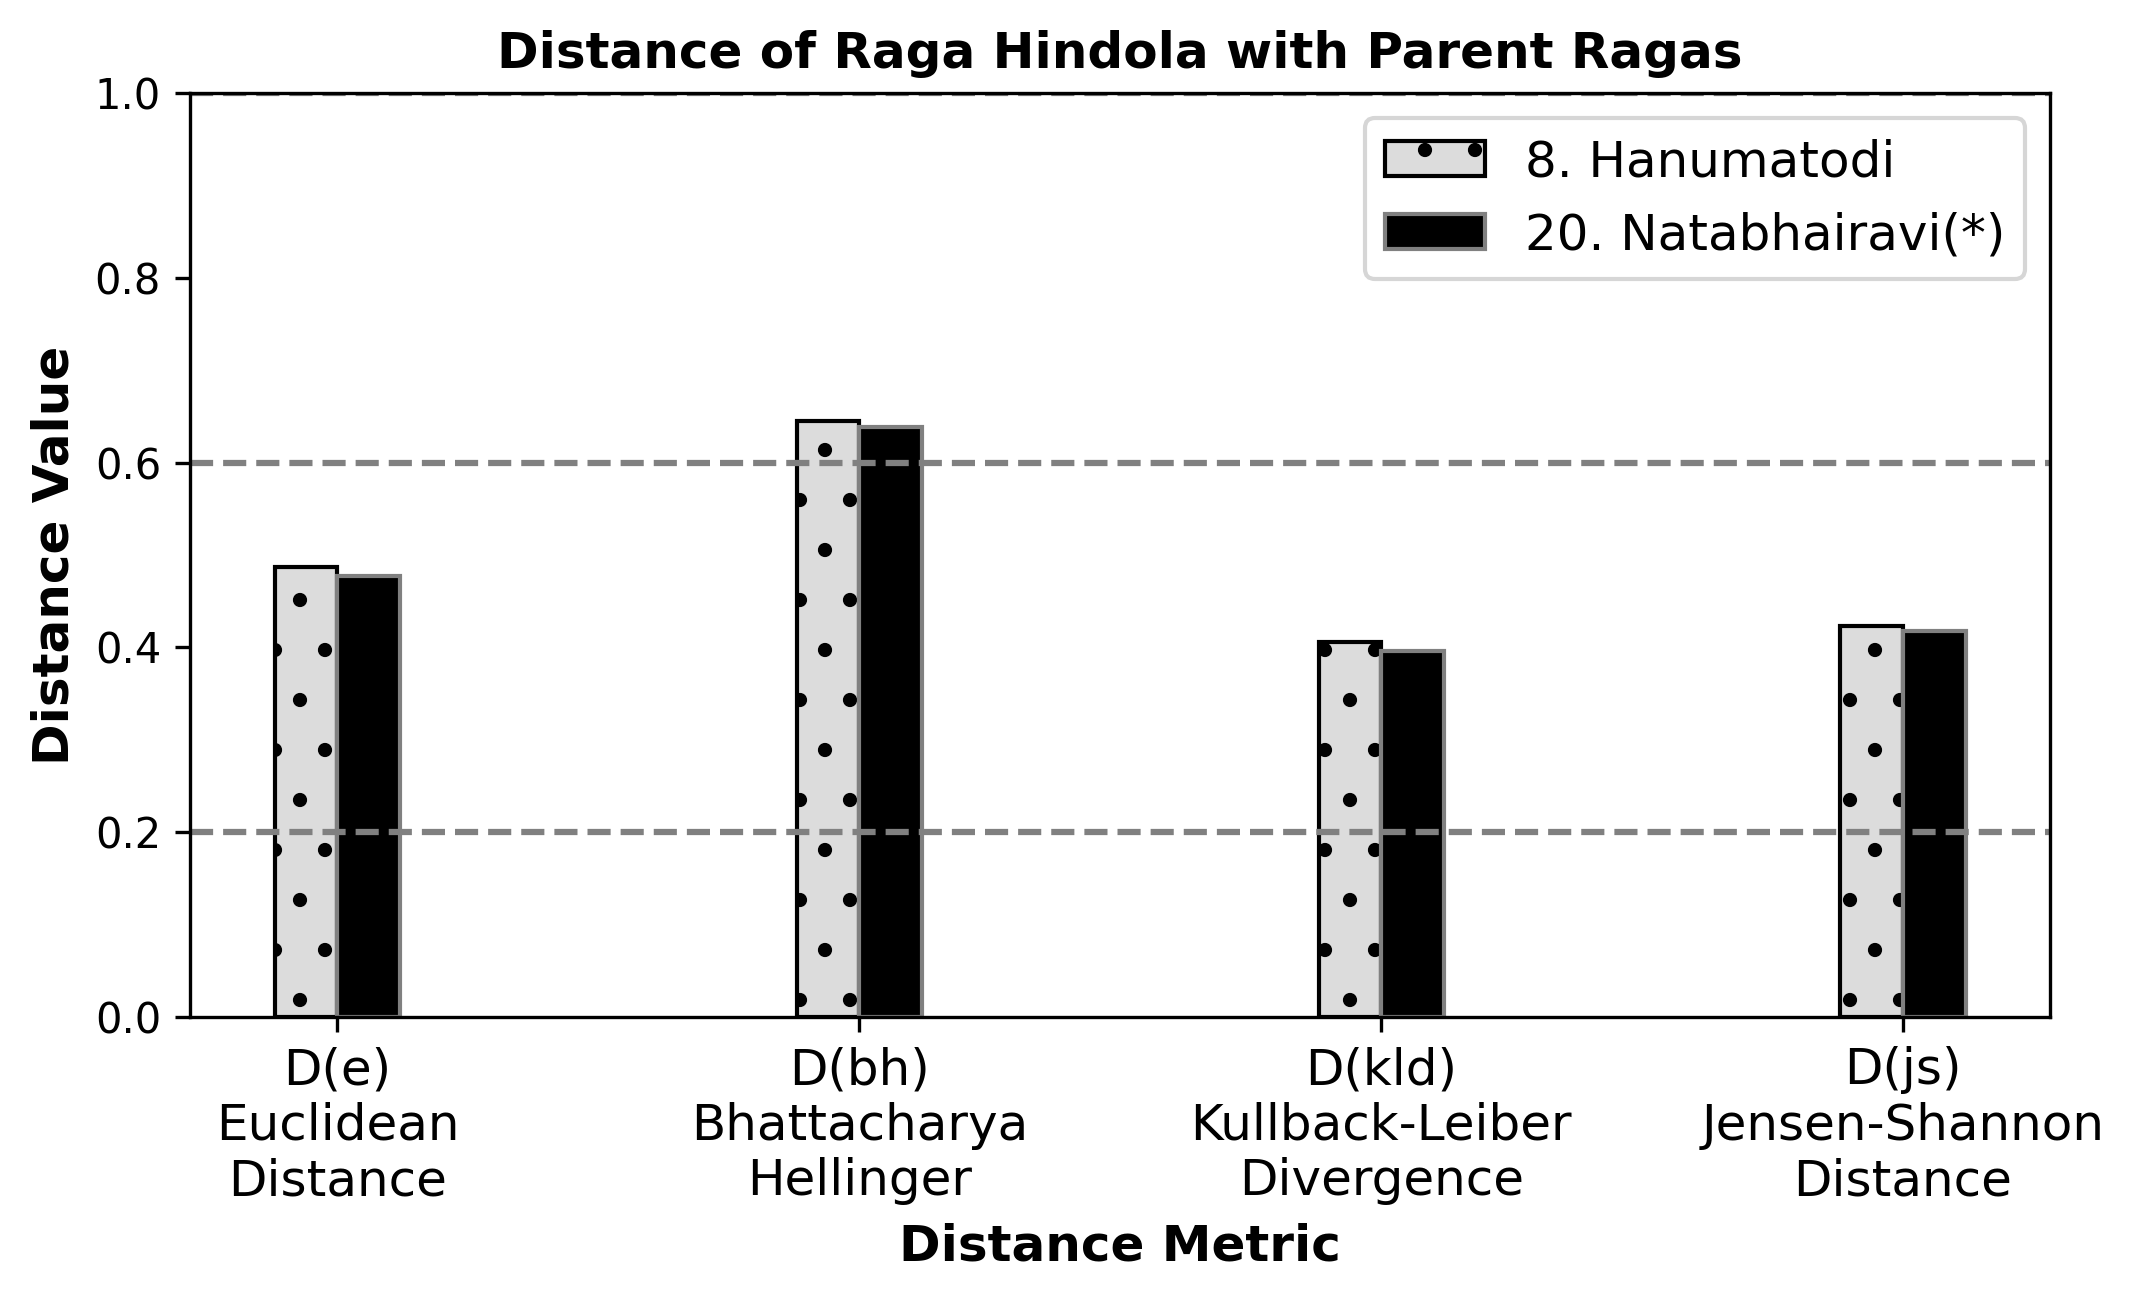 Distance of Raga Hindola with Parent Ragas
1.0
0.8
0.6
0.4
0.2
0.0
Distance Value
8. Hanumatodi
20. Natabhairavi(*)
D(e)
Euclidean
Distance
D(bh)
Bhattacharya
Hellinger
D(kld)
Kullback-Leiber
Divergence
D(js)
Jensen-Shannon
Distance
Distance Metric